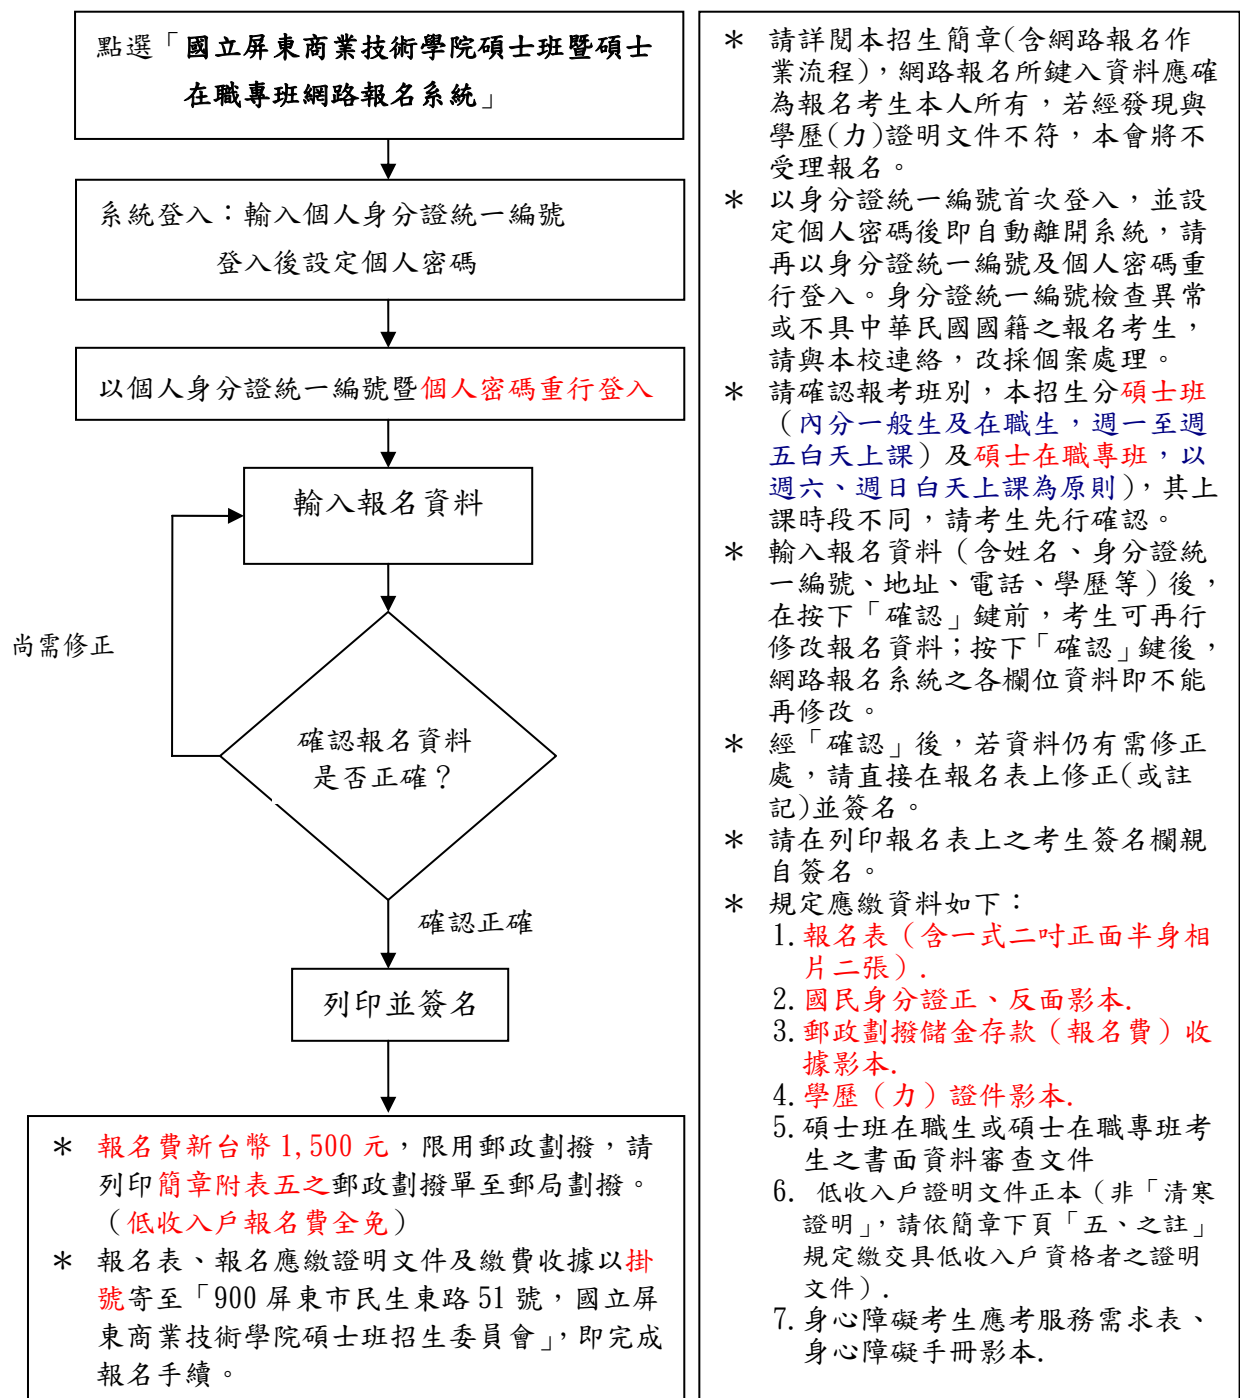 點選「國立屏東商業技術學院碩士班暨碩士
在職專班網路報名系統」
系統登入：輸入個人身分證統一編號
登入後設定個人密碼
以個人身分證統一編號暨個人密碼重行登入
輸入報名資料
尚需修正
確認報名資料
是否正確？
確認正確
列印並簽名
＊ 報名費新台幣 1,500 元，限用郵政劃撥，請
列印簡章附表五之郵政劃撥單至郵局劃撥。
（低收入戶報名費全免）
＊ 報名表、報名應繳證明文件及繳費收據以掛
號寄至「900 屏東市民生東路 51 號，國立屏
東商業技術學院碩士班招生委員會」，即完成
報名手續。
＊ 請詳閱本招生簡章(含網路報名作
業流程)，網路報名所鍵入資料應確
為報名考生本人所有，若經發現與
學歷(力)證明文件不符，本會將不
受理報名。
＊ 以身分證統一編號首次登入，並設
定個人密碼後即自動離開系統，請
再以身分證統一編號及個人密碼重
行登入。身分證統一編號檢查異常
或不具中華民國國籍之報名考生，
請與本校連絡，改採個案處理。
＊ 請確認報考班別，本招生分碩士班
（內分一般生及在職生，週一至週
五白天上課）及碩士在職專班，以
週六、週日白天上課為原則)，其上
課時段不同，請考生先行確認。
＊ 輸入報名資料（含姓名、身分證統
一編號、地址、電話、學歷等）後，
在按下「確認」鍵前，考生可再行
修改報名資料；按下「確認」鍵後，
網路報名系統之各欄位資料即不能
再修改。
＊ 經「確認」後，若資料仍有需修正
處，請直接在報名表上修正(或註
記)並簽名。
＊ 請在列印報名表上之考生簽名欄親
自簽名。
＊ 規定應繳資料如下：
1.報名表（含一式二吋正面半身相
片二張）.
2.國民身分證正、反面影本.
3.郵政劃撥儲金存款（報名費）收
據影本.
4.學歷（力）證件影本.
5.碩士班在職生或碩士在職專班考
生之書面資料審查文件
6. 低收入戶證明文件正本（非「清寒
證明」，請依簡章下頁「五、之註」
規定繳交具低收入戶資格者之證明
文件）.
7.身心障礙考生應考服務需求表、
身心障礙手冊影本.